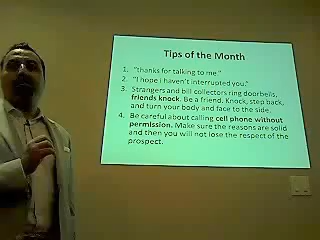 Tips of the Month
1. "thanks for talking to me."
2. "I hope i haven't interrupted you."
3. Strangers and bill collectors ring doorbells,
friends knock. Be a friend. Knock, step back,
and turn your body and face to the side.
4. Be careful about calling cell phone without
permission. Make sure the reasons are solid
and then you will not lose the respect of the
prospect.